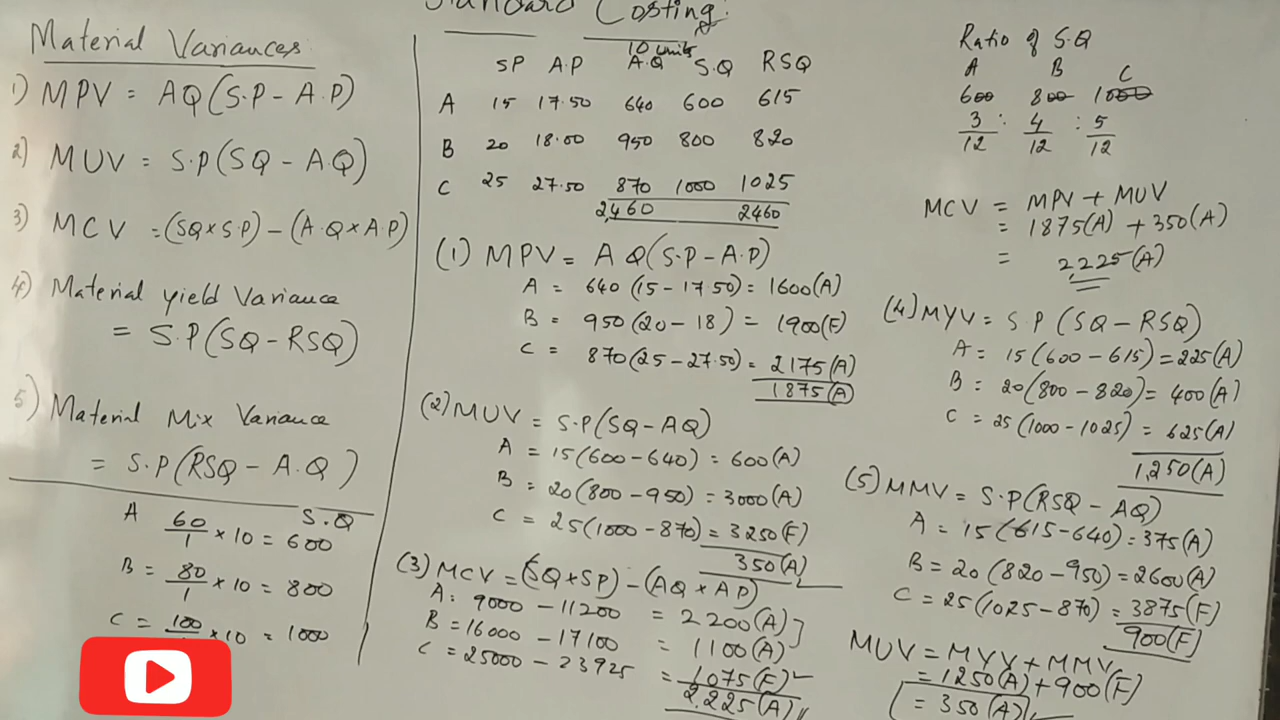 Standard Costing:
Material Variances
1) MPV = AQ(S.P - A.P)
2) MUV = S.P(SQ - A.Q)
3) MCV = (SQ×S.P) - (A.Q×A.P)
4) Material yield Variance
= S.P(SQ - RSQ)
5) Material Mix Variance
= S.P(RSQ - A.Q)
S.Q
A 60/1 × 10 = 600
B = 80/1 × 10 = 800
C = 100 × 10 = 1000
10 units
SP A.P A.Q S.Q RSQ
A 15 17.50 640 600 615
B 20 18.00 950 800 820
C 25 27.50 870 1000 1025
2,460 2460
(1) MPV = AQ(S.P - A.P)
A = 640(15 - 17.50) = 1600(A)
B = 950(20 - 18) = 1900(F)
C = 870(25 - 27.50) = 2175(A)
1875(A)
(2) MUV = S.P(SQ - AQ)
A = 15(600 - 640) = 600(A)
B = 20(800 - 950) = 3000(A)
C = 25(1000 - 870) = 3250(F)
350(A)
(3) MCV = (SQ×SP) - (AQ×AP)
A: 9000 - 11200 = 2200(A)
B = 16000 - 17100 = 1100(A)
C = 25000 - 23925 = 1075(F)
2,225(A)
Ratio of S.Q
A B C
600 800 1000
3/12 : 4/12 : 5/12
MCV = MPV + MUV
= 1875(A) + 350(A)
= 2,225(A)
(4) MYV = S.P(SQ - RSQ)
A = 15(600 - 615) = 225(A)
B = 20(800 - 820) = 400(A)
C = 25(1000 - 1025) = 625(A)
1,250(A)
(5) MMV = S.P(RSQ - AQ)
A = 15(615 - 640) = 375(A)
B = 20(820 - 950) = 2600(A)
C = 25(1025 - 870) = 3875(F)
900(F)
MUV = MYV + MMV
= 1250(A) + 900(F)
= 350(A)